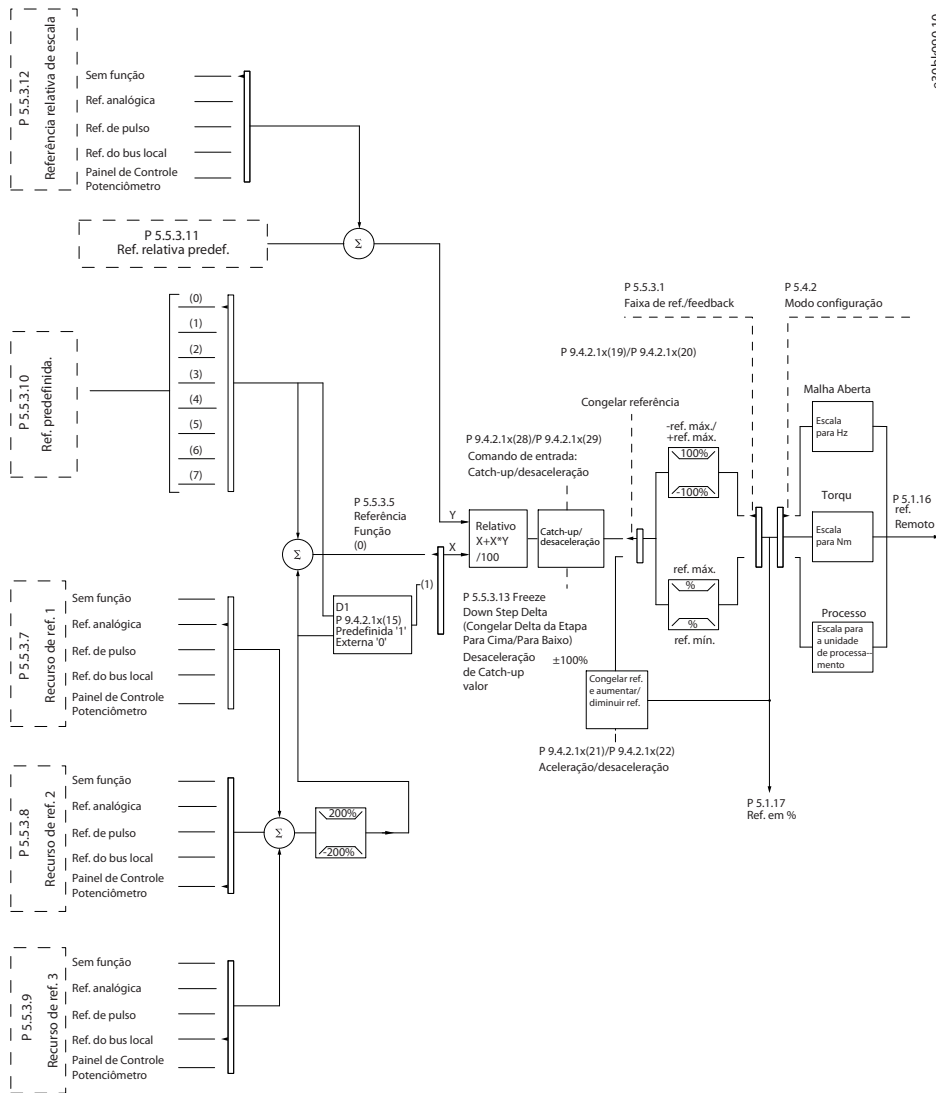 P 5.5.3.12
Referência relativa de escala
Sem função
Ref. analógica
Ref. de pulso
Ref. do bus local
Painel de Controle
Potenciômetro
P 5.5.3.11
Ref. relativa predef.
Σ
P 5.5.3.10
Ref. predefinida.
(0)
(1)
(2)
(3)
(4)
(5)
(6)
(7)
P 5.5.3.5
Referência
Função
(0)
Σ
(1)
D1
P 9.4.2.1x(15)
Predefinida '1'
Externa '0'
Y
X
Relativo
X+X*Y
/100
P 9.4.2.1x(28)/P 9.4.2.1x(29)
Comando de entrada:
Catch-up/desaceleração
Catch-up/
desaceleração
P 5.5.3.13 Freeze
Down Step Delta
(Congelar Delta da Etapa
Para Cima/Para Baixo)
Desaceleração
de Catch-up
valor
±100%
P 9.4.2.1x(19)/P 9.4.2.1x(20)
Congelar referência
Congelar ref.
e aumentar/
diminuir ref.
P 9.4.2.1x(21)/P 9.4.2.1x(22)
Aceleração/desaceleração
P 5.5.3.1
Faixa de ref./feedback
-ref. máx./
+ref. máx.
100%
-100%
ref. máx.
%
%
ref. mín.
P 5.4.2
Modo configuração
Malha Aberta
Escala
para Hz
Torqu
Escala
para Nm
Processo
Escala para
a unidade
de processa--
mento
P 5.1.16
ref.
Remoto
P 5.1.17
Ref. em %
P 5.5.3.7
Recurso de ref. 1
Sem função
Ref. analógica
Ref. de pulso
Ref. do bus local
Painel de Controle
Potenciômetro
P 5.5.3.8
Recurso de ref. 2
Sem função
Ref. analógica
Ref. de pulso
Ref. do bus local
Painel de Controle
Potenciômetro
Σ
200%
-200%
P 5.5.3.9
Recurso de ref. 3
Sem função
Ref. analógica
Ref. de pulso
Ref. do bus local
Painel de Controle
Potenciômetro